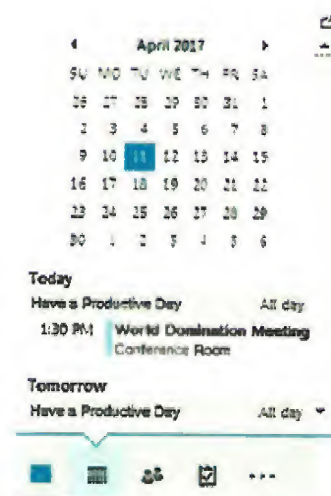 April 2017
SU MO TU WE TH FR SA
26 27 28 29 30 31 1
2 3 4 5 6 7 8
9 10 11 12 13 14 15
16 17 18 19 20 21 22
23 24 25 26 27 28 29
30 1 2 3 4 5 6
Today
Have a Productive Day All day
1:30 PM World Domination Meeting
Conference Room
Tomorrow
Have a Productive Day All day